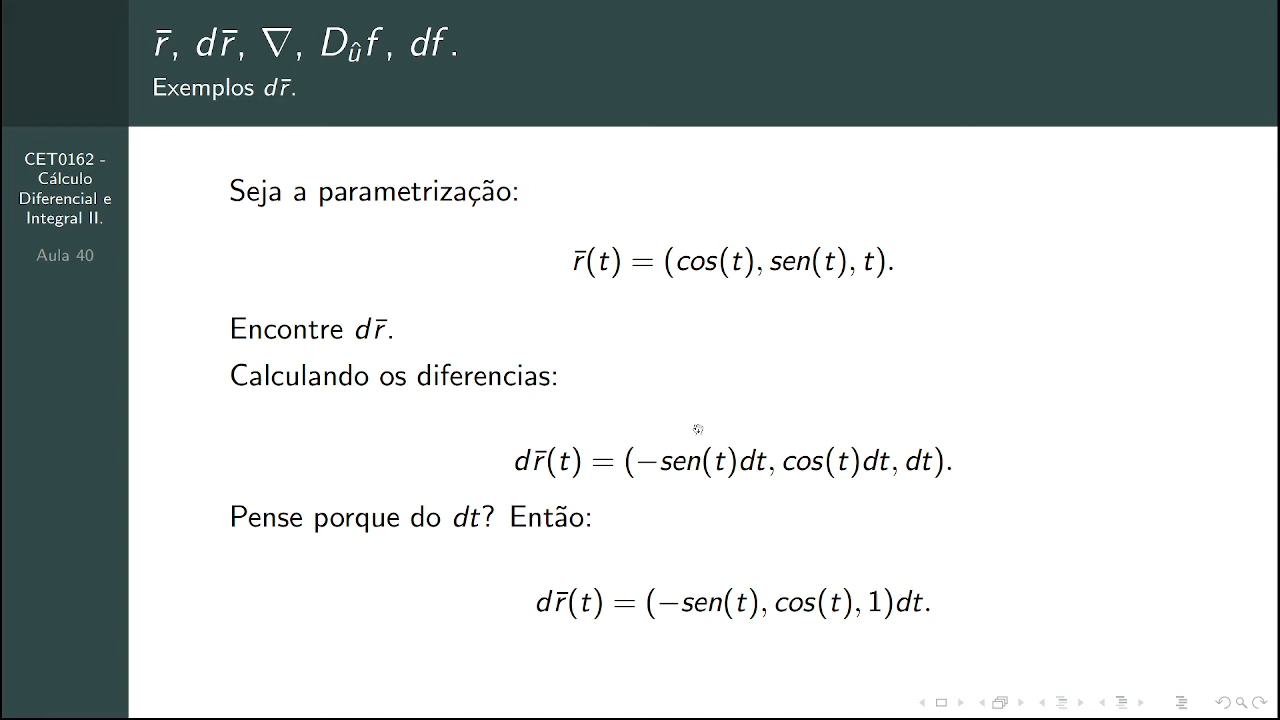 r̄, dr̄, ∇, D_û f, df.
Exemplos dr̄.
CET0162 -
Cálculo
Diferencial e
Integral II.
Aula 40
Seja a parametrização:
r̄(t) = (cos(t), sen(t), t).
Encontre dr̄.
Calculando os diferencias:
dr̄(t) = (−sen(t)dt, cos(t)dt, dt).
Pense porque do dt? Então:
dr̄(t) = (−sen(t), cos(t), 1)dt.